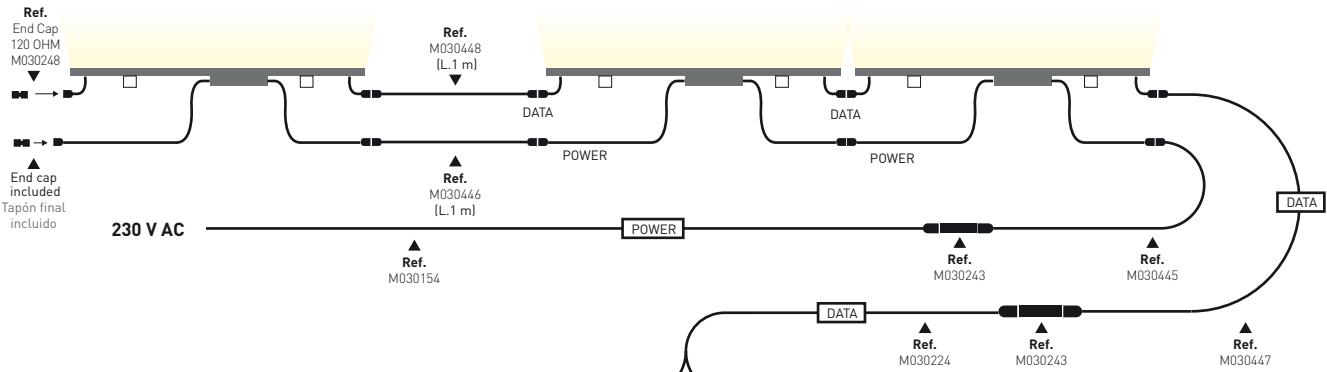 Ref.
End Cap
120 OHM
M030248
Ref.
M030448
(L.1 m)
DATA
DATA
POWER
POWER
End cap
included
Tapón final
incluido
Ref.
M030446
(L.1 m)
DATA
230 V AC
POWER
Ref.
M030154
Ref.
M030243
Ref.
M030445
DATA
Ref.
M030224
Ref.
M030243
Ref.
M030447